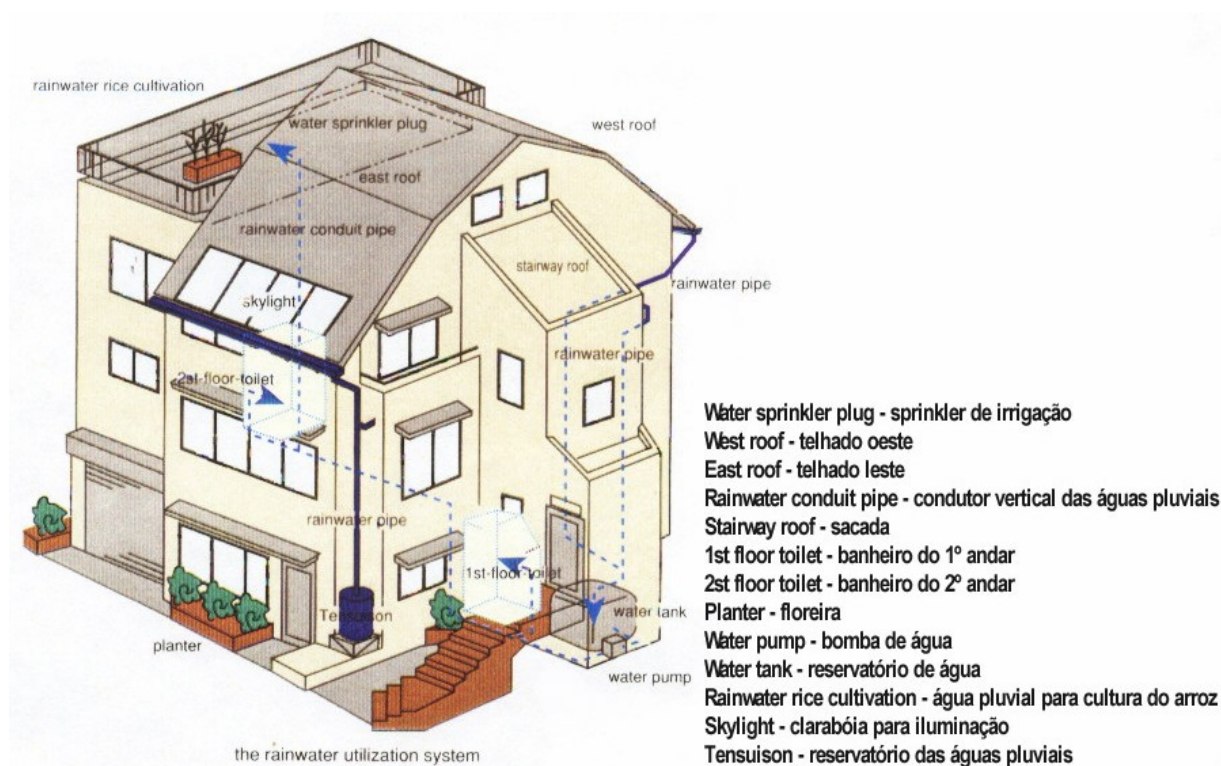 rainwater rice cultivation
water sprinkler plug
west roof
east roof
rainwater conduit pipe
stairway roof
rainwater pipe
skylight
rainwater pipe
2st-floor-toilet
rainwater pipe
1st-floor-toilet
Tensuison
water tank
planter
water pump
the rainwater utilization system
Water sprinkler plug - sprinkler de irrigação
West roof - telhado oeste
East roof - telhado leste
Rainwater conduit pipe - condutor vertical das águas pluviais
Stairway roof - sacada
1st floor toilet - banheiro do 1º andar
2st floor toilet - banheiro do 2º andar
Planter - floreira
Water pump - bomba de água
Water tank - reservatório de água
Rainwater rice cultivation - água pluvial para cultura do arroz
Skylight - clarabóia para iluminação
Tensuison - reservatório das águas pluviais